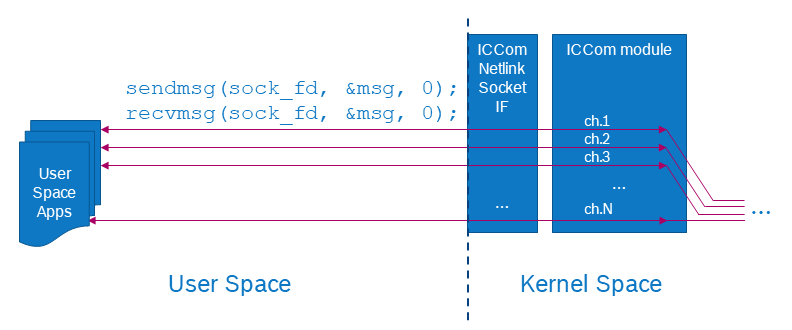 sendmsg(sock_fd, &msg, 0);
recvmsg(sock_fd, &msg, 0);
User
Space
Apps
ICCom
Netlink
Socket
IF
...
ICCom module
ch.1
ch.2
ch.3
...
ch.N
...
User Space
Kernel Space